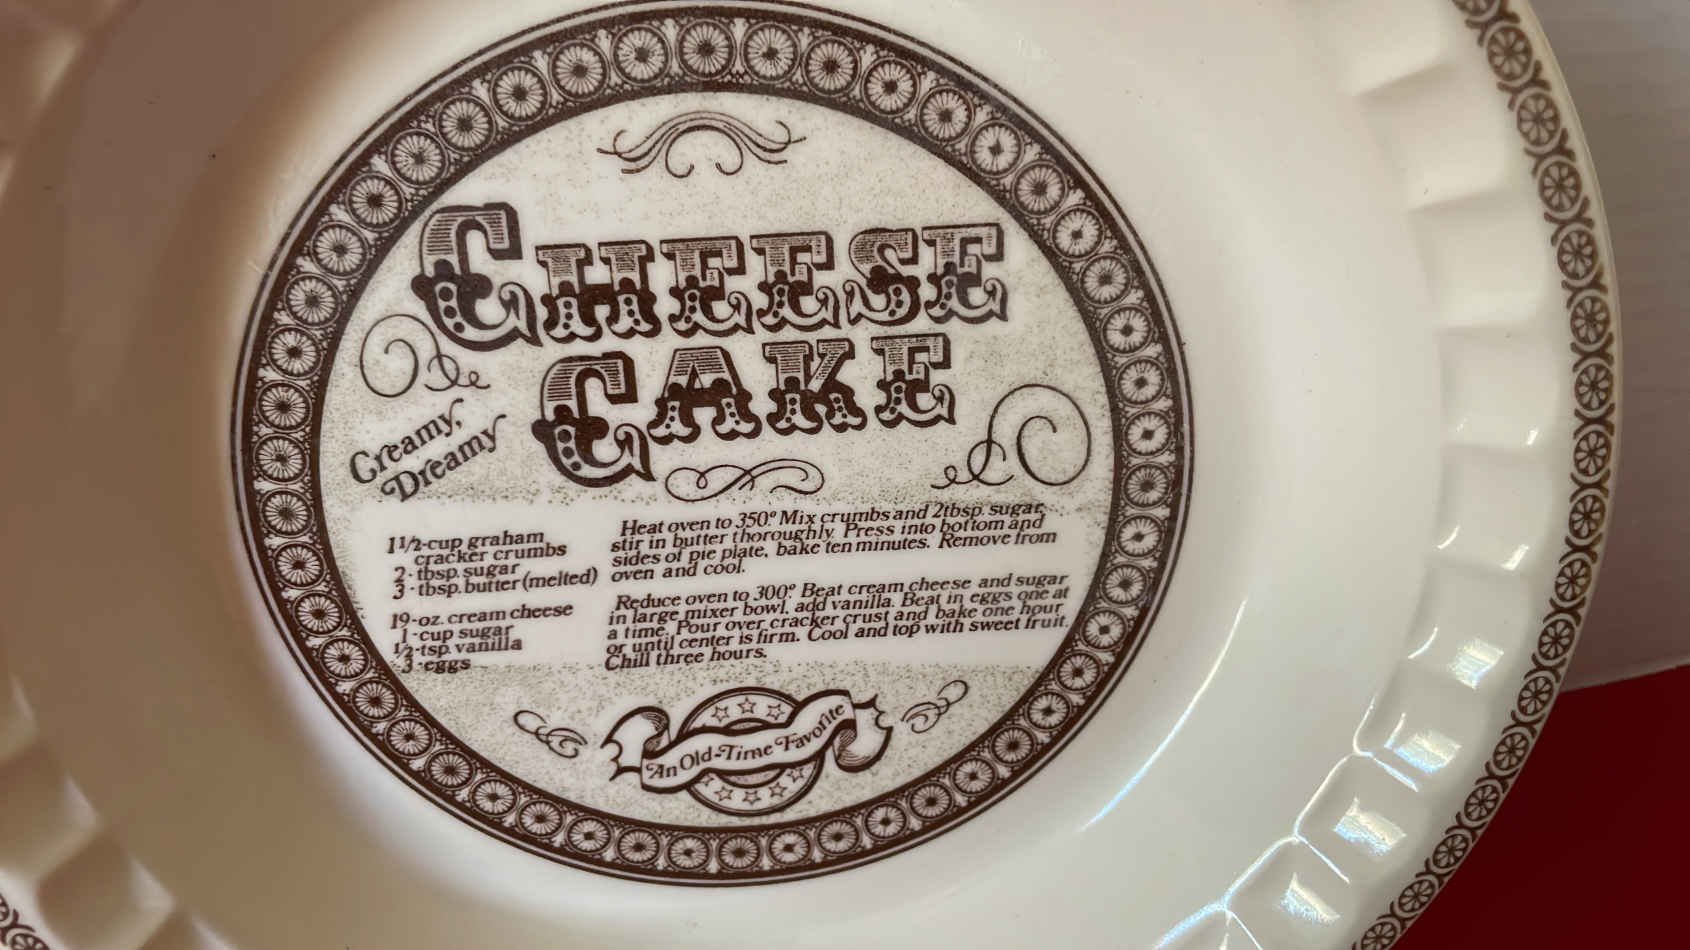 CHEESE
CAKE
Creamy,
Dreamy
1 1/2-cup graham
cracker crumbs
2-tbsp. sugar
3-tbsp. butter (melted)
19-oz. cream cheese
1-cup sugar
1/2-tsp. vanilla
3-eggs
Heat oven to 350°. Mix crumbs and 2tbsp. sugar,
stir in butter thoroughly. Press into bottom and
sides of pie plate, bake ten minutes. Remove from
oven and cool.
Reduce oven to 300°. Beat cream cheese and sugar
in large mixer bowl, add vanilla. Beat in eggs one at
a time. Pour over cracker crust and bake one hour
or until center is firm. Cool and top with sweet fruit.
Chill three hours.
An Old-Time Favorite